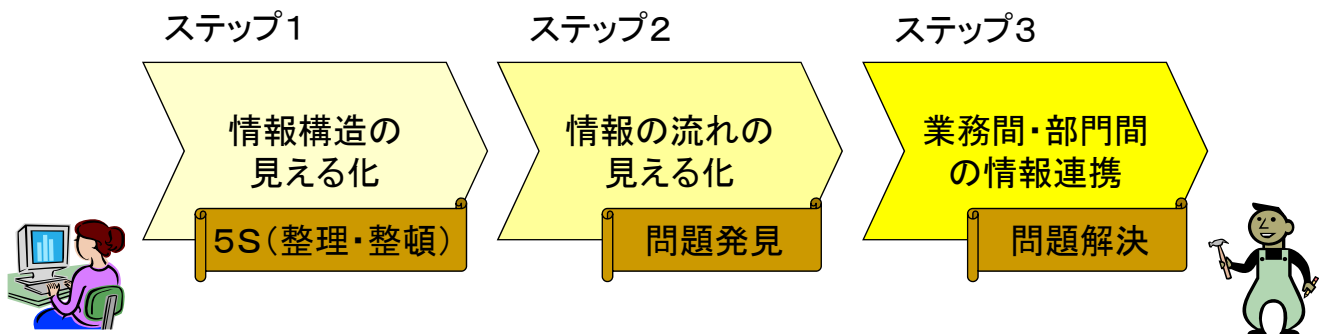 ステップ１
ステップ２
ステップ３
情報構造の
見える化
５Ｓ（整理・整頓）
情報の流れの
見える化
問題発見
業務間・部門間
の情報連携
問題解決